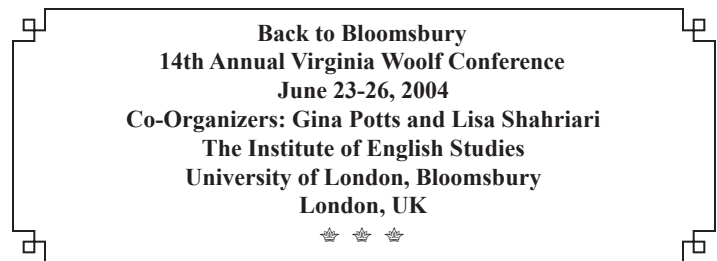 Back to Bloomsbury
14th Annual Virginia Woolf Conference
June 23-26, 2004
Co-Organizers: Gina Potts and Lisa Shahriari
The Institute of English Studies
University of London, Bloomsbury
London, UK